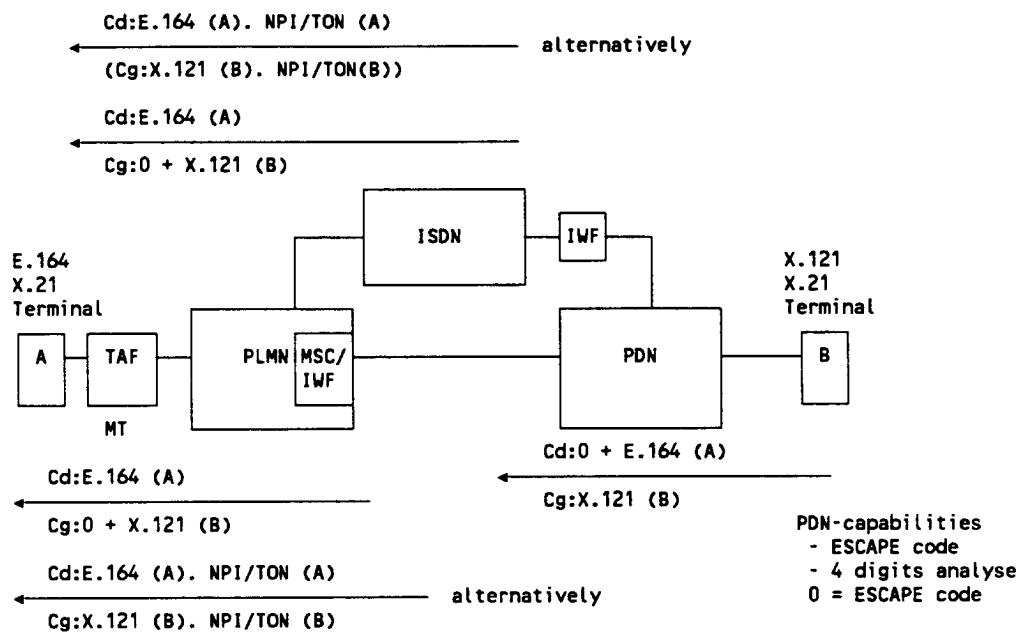 Cd:E.164 (A). NPI/TON (A)
alternatively
(Cg:X.121 (B). NPI/TON(B))
Cd:E.164 (A)
Cg:0 + X.121 (B)
ISDN
IWF
E.164
X.21
Terminal
X.121
X.21
Terminal
A
TAF
PLMN
MSC/
IWF
PDN
B
MT
Cd:0 + E.164 (A)
Cg:X.121 (B)
Cd:E.164 (A)
Cg:0 + X.121 (B)
PDN-capabilities
- ESCAPE code
- 4 digits analyse
0 = ESCAPE code
Cd:E.164 (A). NPI/TON (A)
alternatively
Cg:X.121 (B). NPI/TON (B)